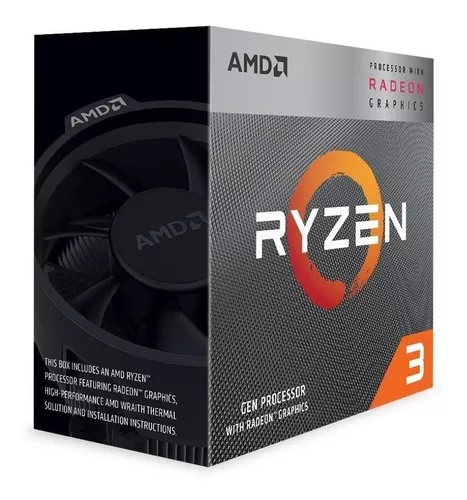 AMD
PROCESSOR WITH
RADEON
GRAPHICS
AMD
AMD
RYZEN
3
GEN PROCESSOR
WITH RADEON™ GRAPHICS
THIS BOX INCLUDES AN AMD RYZEN™
PROCESSOR FEATURING RADEON™ GRAPHICS,
HIGH-PERFORMANCE AMD WRAITH THERMAL
SOLUTION AND INSTALLATION INSTRUCTIONS.